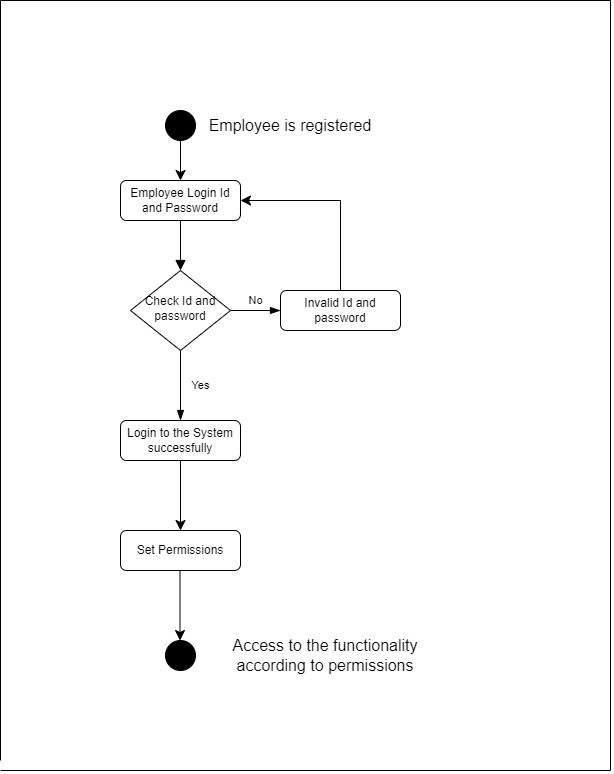 Employee is registered
Employee Login Id
and Password
Check Id and
password
No
Invalid Id and
password
Yes
Login to the System
successfully
Set Permissions
Access to the functionality
according to permissions